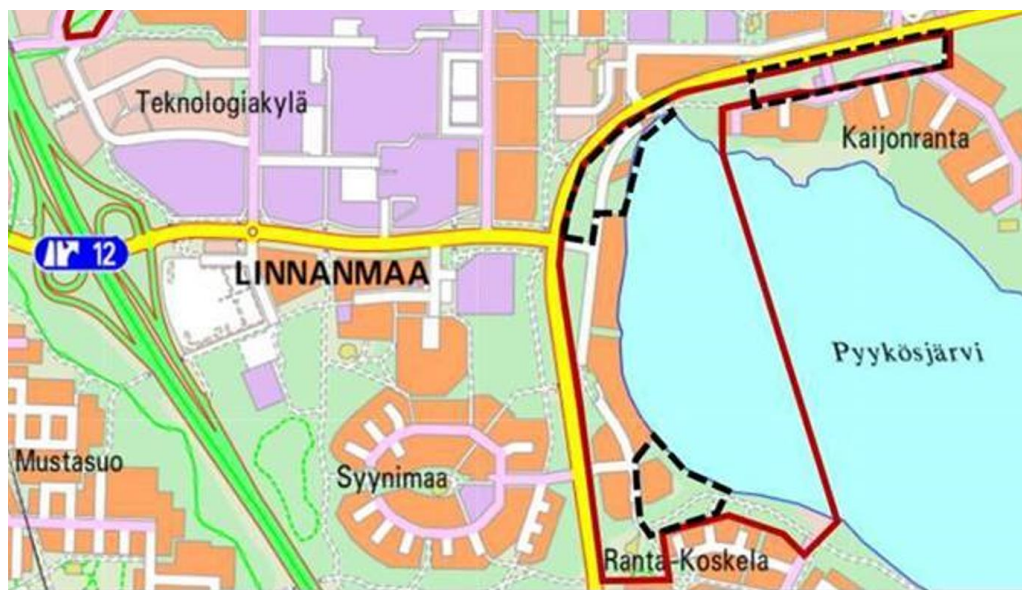 Teknologiakylä
Kaijonranta
12
LINNANMAA
Pyykösjärvi
Mustasuo
Syynimaa
Ranta-Koskela